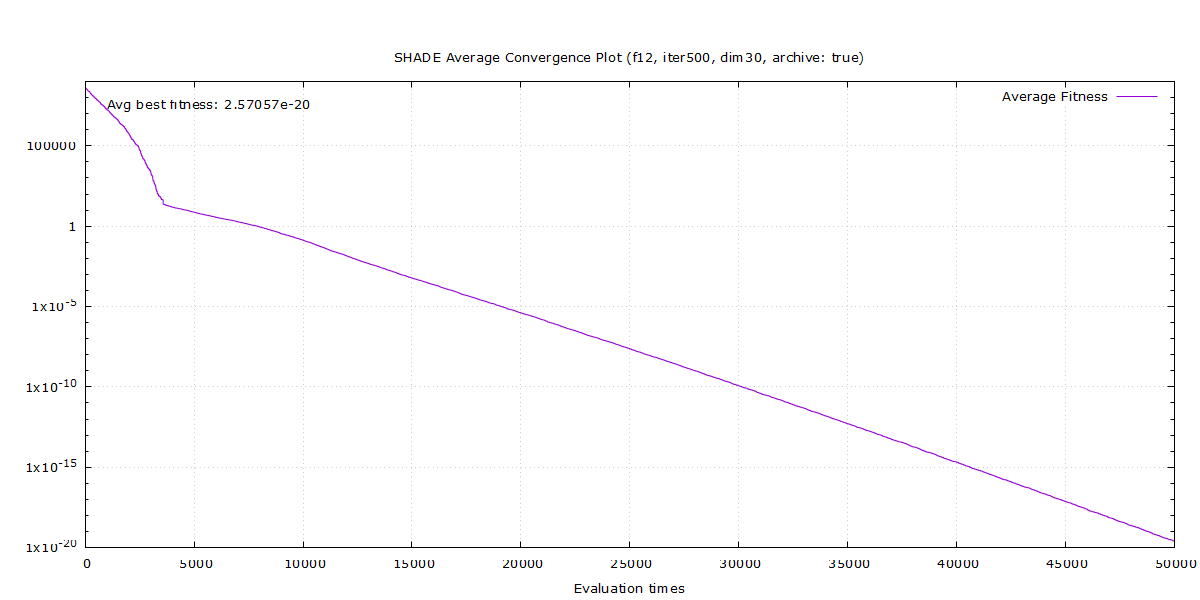 SHADE Average Convergence Plot (f12, iter500, dim30, archive: true)
Avg best fitness: 2.57057e-20
Average Fitness
100000
1
1x10-5
1x10-10
1x10-15
1x10-20
0 5000 10000 15000 20000 25000 30000 35000 40000 45000 50000
Evaluation times